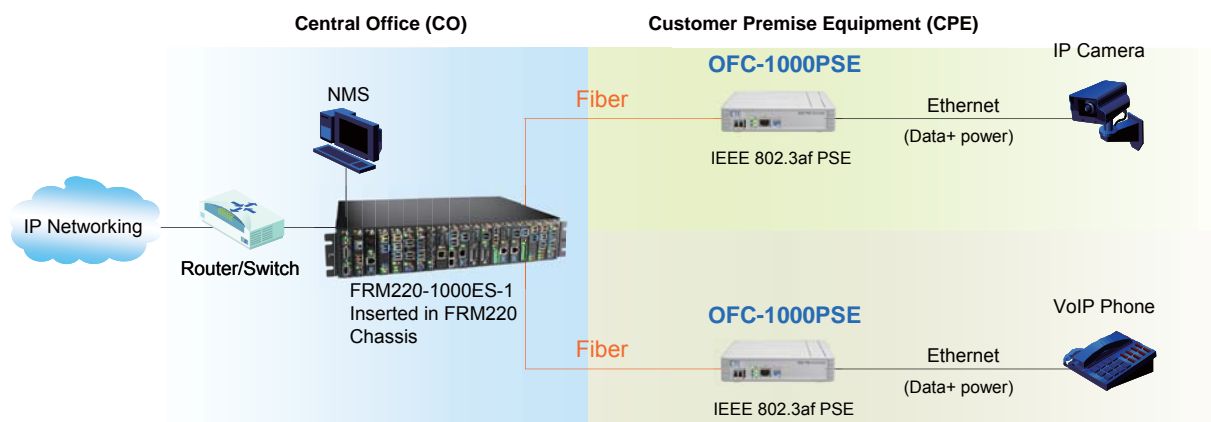 Central Office (CO)
Customer Premise Equipment (CPE)
OFC-1000PSE
IP Camera
NMS
Fiber
Ethernet
(Data+ power)
IEEE 802.3af PSE
IP Networking
Router/Switch
FRM220-1000ES-1
Inserted in FRM220
Chassis
OFC-1000PSE
VoIP Phone
Fiber
Ethernet
(Data+ power)
IEEE 802.3af PSE